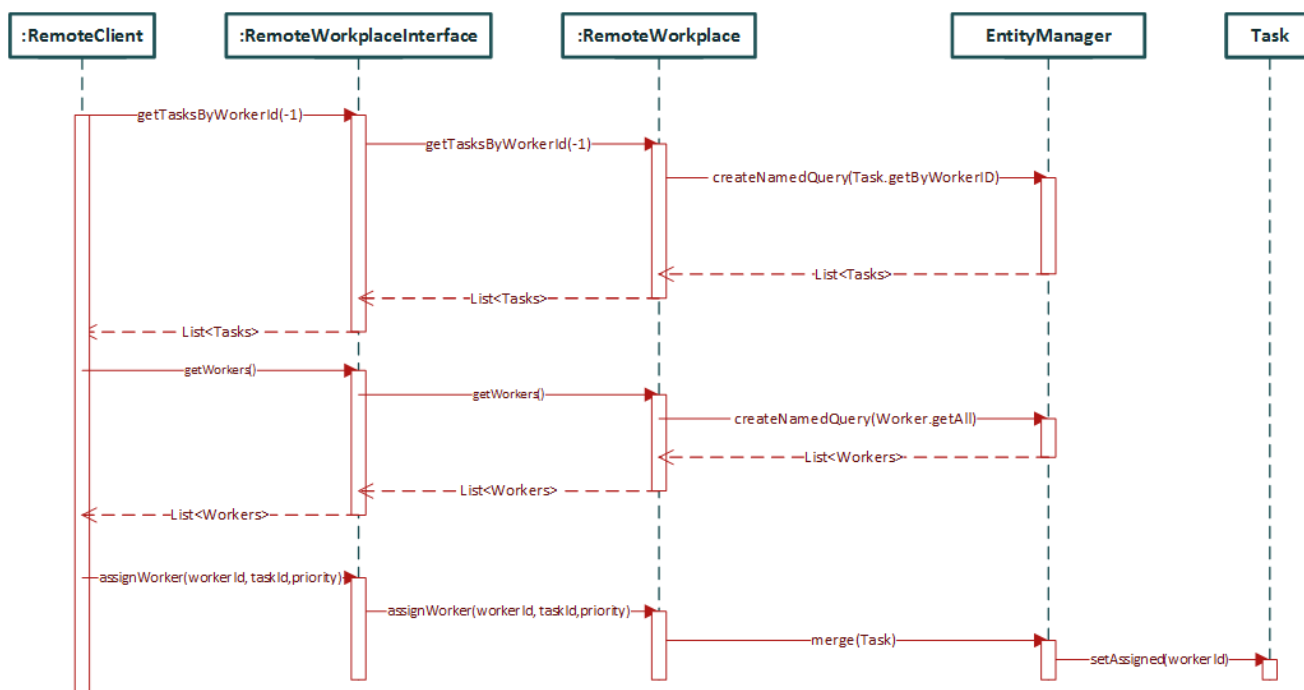 :RemoteClient
:RemoteWorkplaceInterface
:RemoteWorkplace
EntityManager
Task
getTasksByWorkerId(-1)
getTasksByWorkerId(-1)
createNamedQuery(Task.getByWorkerID)
List<Tasks>
List<Tasks>
List<Tasks>
getWorkers()
getWorkers()
createNamedQuery(Worker.getAll)
List<Workers>
List<Workers>
List<Workers>
assignWorker(workerId, taskId,priority)
assignWorker(workerId, taskId,priority)
merge(Task)
setAssigned(workerId)